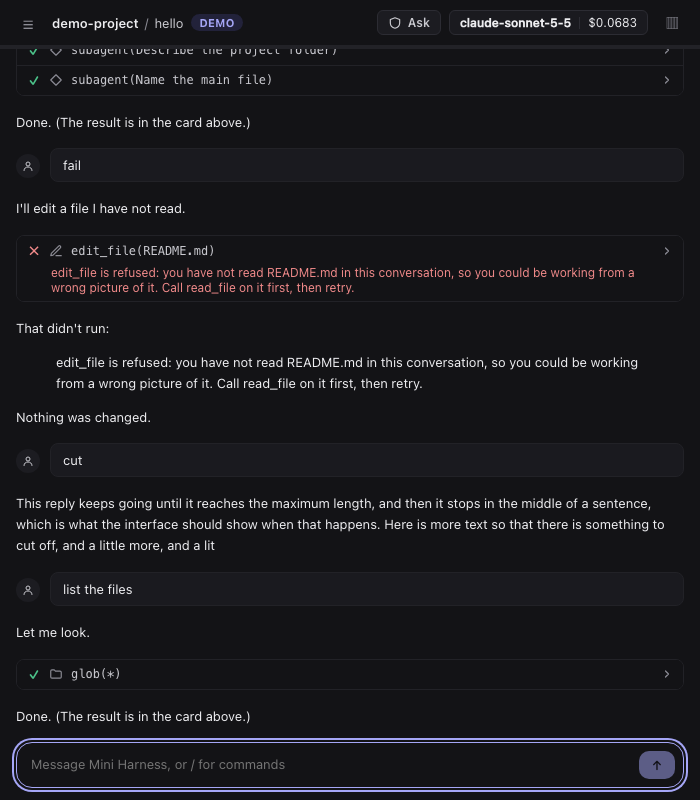 demo-project / hello DEMO Ask claude-sonnet-5-5 $0.0683
subagent(Describe the project folder)
subagent(Name the main file)
Done. (The result is in the card above.)
fail
I'll edit a file I have not read.
edit_file(README.md)
edit_file is refused: you have not read README.md in this conversation, so you could be working from a
wrong picture of it. Call read_file on it first, then retry.
That didn't run:
edit_file is refused: you have not read README.md in this conversation, so you could be working
from a wrong picture of it. Call read_file on it first, then retry.
Nothing was changed.
cut
This reply keeps going until it reaches the maximum length, and then it stops in the middle of a sentence,
which is what the interface should show when that happens. Here is more text so that there is something to
cut off, and a little more, and a lit
list the files
Let me look.
glob(*)
Done. (The result is in the card above.)
Message Mini Harness, or / for commands